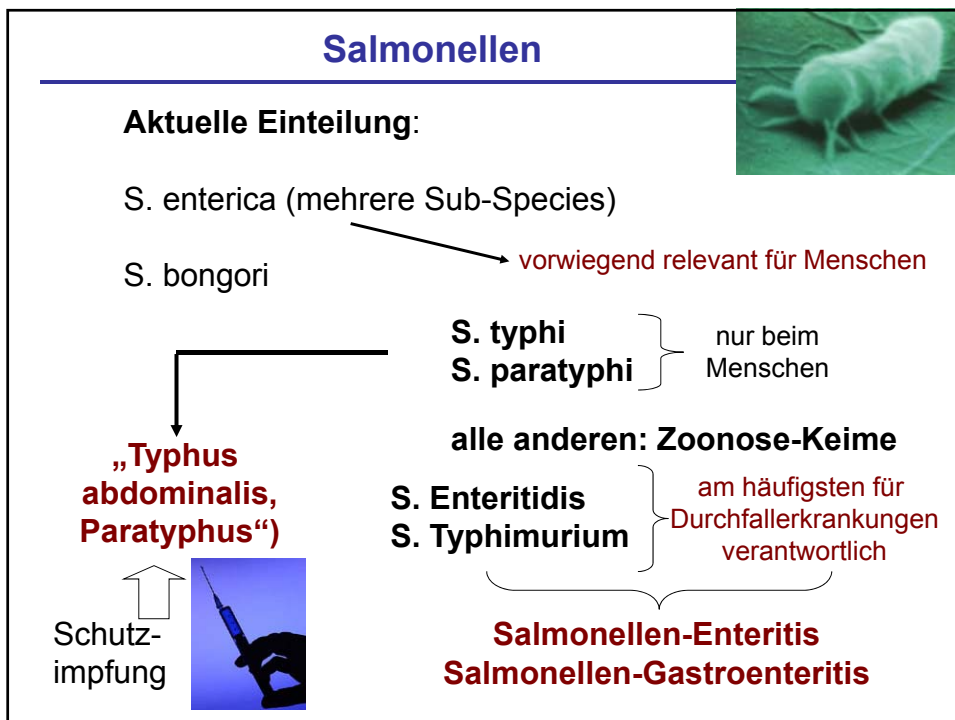 Salmonellen
Aktuelle Einteilung:
S. enterica (mehrere Sub-Species)
vorwiegend relevant für Menschen
S. bongori
S. typhi
S. paratyphi
nur beim
Menschen
alle anderen: Zoonose-Keime
„Typhus
abdominalis,
Paratyphus“)
S. Enteritidis
S. Typhimurium
am häufigsten für
Durchfallerkrankungen
verantwortlich
Schutz-
impfung
Salmonellen-Enteritis
Salmonellen-Gastroenteritis